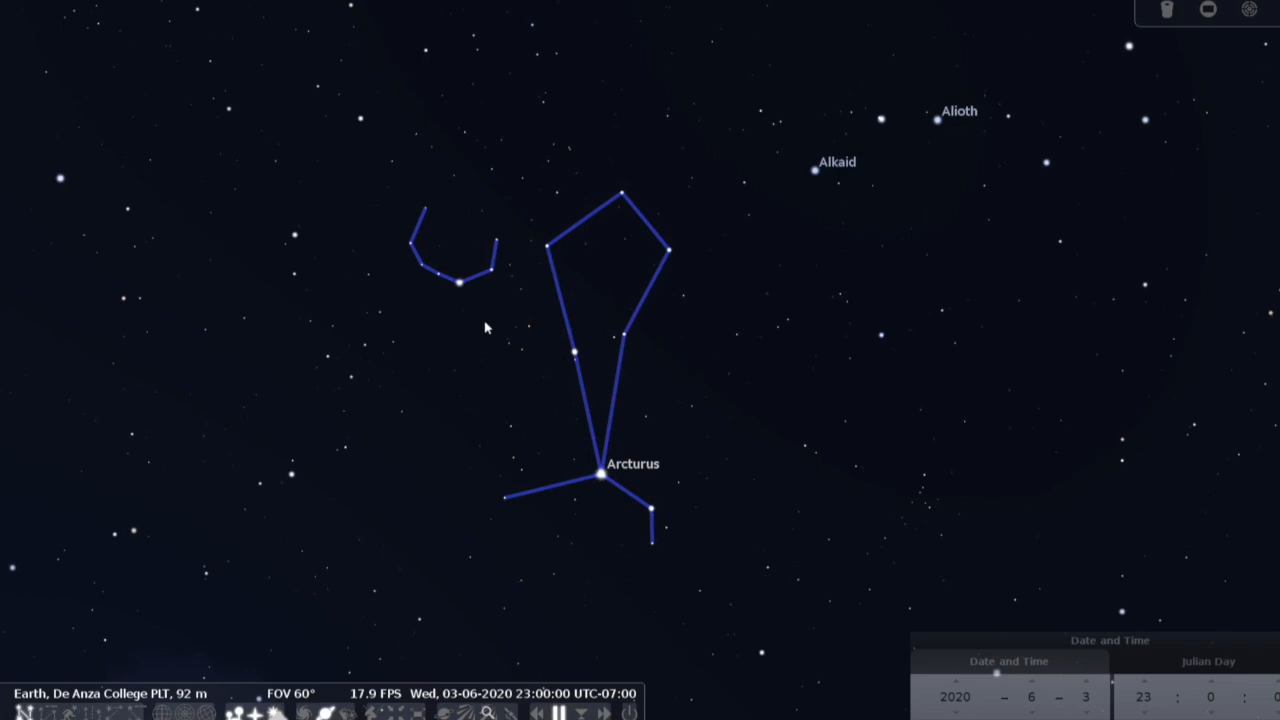 Alioth
Alkaid
Arcturus
Date and Time
Date and Time
Julian Day
2020 – 6 – 3
23 : 0 : 0
Earth, De Anza College PLT, 92 m
FOV 60°
17.9 FPS
Wed, 03-06-2020 23:00:00 UTC-07:00